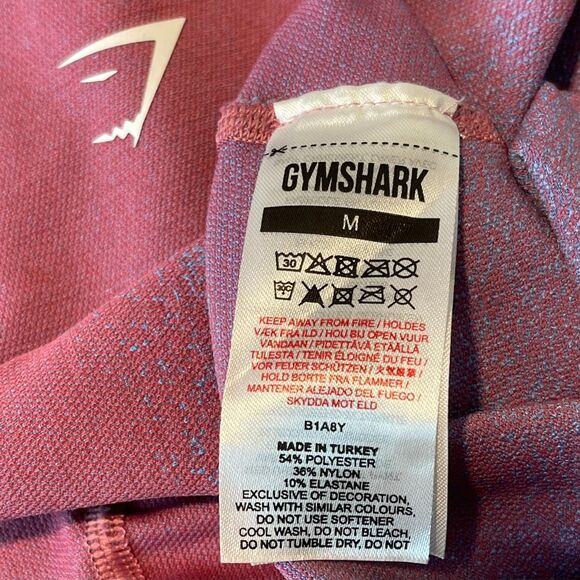 GYMSHARK
M
30
KEEP AWAY FROM FIRE / HOLDES
VÆK FRA ILD / HOU BIJ OPEN VUUR
VANDAAN / PIDETTÄVÄ ETÄÄLLÄ
TULESTA / TENIR ÉLOIGNÉ DU FEU /
VOR FEUER SCHÜTZEN / 火気厳禁 /
HOLD BORTE FRA FLAMMER /
MANTENER ALEJADO DEL FUEGO /
SKYDDA MOT ELD
B1A8Y
MADE IN TURKEY
54% POLYESTER
36% NYLON
10% ELASTANE
EXCLUSIVE OF DECORATION,
WASH WITH SIMILAR COLOURS,
DO NOT USE SOFTENER
COOL WASH, DO NOT BLEACH,
DO NOT TUMBLE DRY, DO NOT